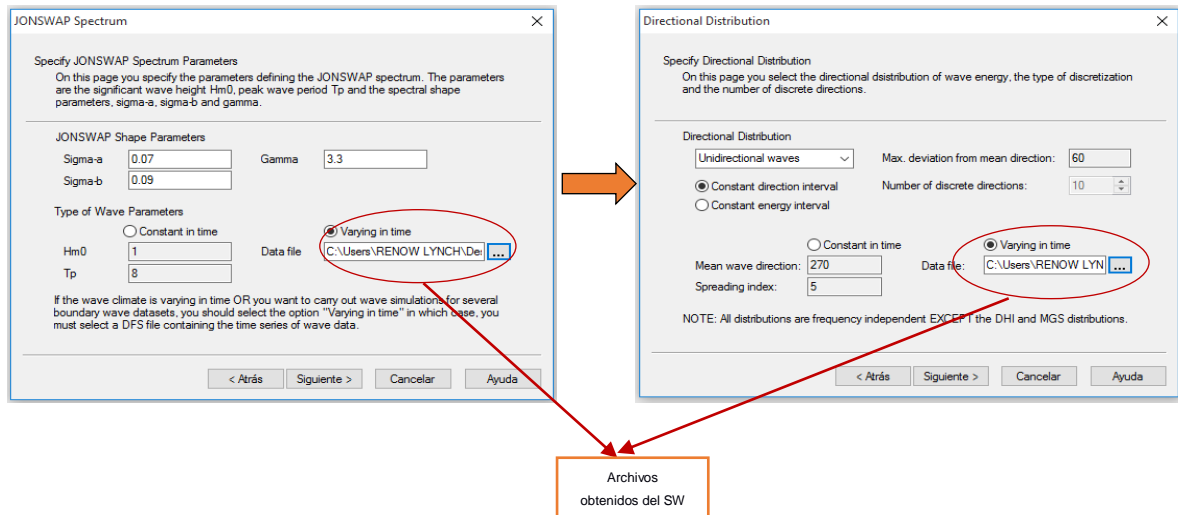 JONSWAP Spectrum
Specify JONSWAP Spectrum Parameters
On this page you specify the parameters defining the JONSWAP spectrum. The parameters
are the significant wave height Hm0, peak wave period Tp and the spectral shape
parameters, sigma-a, sigma-b and gamma.
JONSWAP Shape Parameters
Sigma-a 0.07 Gamma 3.3
Sigma-b 0.09
Type of Wave Parameters
Constant in time Varying in time
Hm0 1 Data file C:\Users\RENOW LYNCH\De ...
Tp 8
If the wave climate is varying in time OR you want to carry out wave simulations for several
boundary wave datasets, you should select the option "Varying in time" in which case, you
must select a DFS file containing the time series of wave data.
< Atrás Siguiente > Cancelar Ayuda
Directional Distribution
Specify Directional Distribution
On this page you select the directional dsistribution of wave energy, the type of discretization
and the number of discrete directions.
Directional Distribution
Unidirectional waves Max. deviation from mean direction: 60
Constant direction interval Number of discrete directions: 10
Constant energy interval
Constant in time Varying in time
Mean wave direction: 270 Data file: C:\Users\RENOW LYN ...
Spreading index: 5
NOTE: All distributions are frequency independent EXCEPT the DHI and MGS distributions.
< Atrás Siguiente > Cancelar Ayuda
Archivos
obtenidos del SW